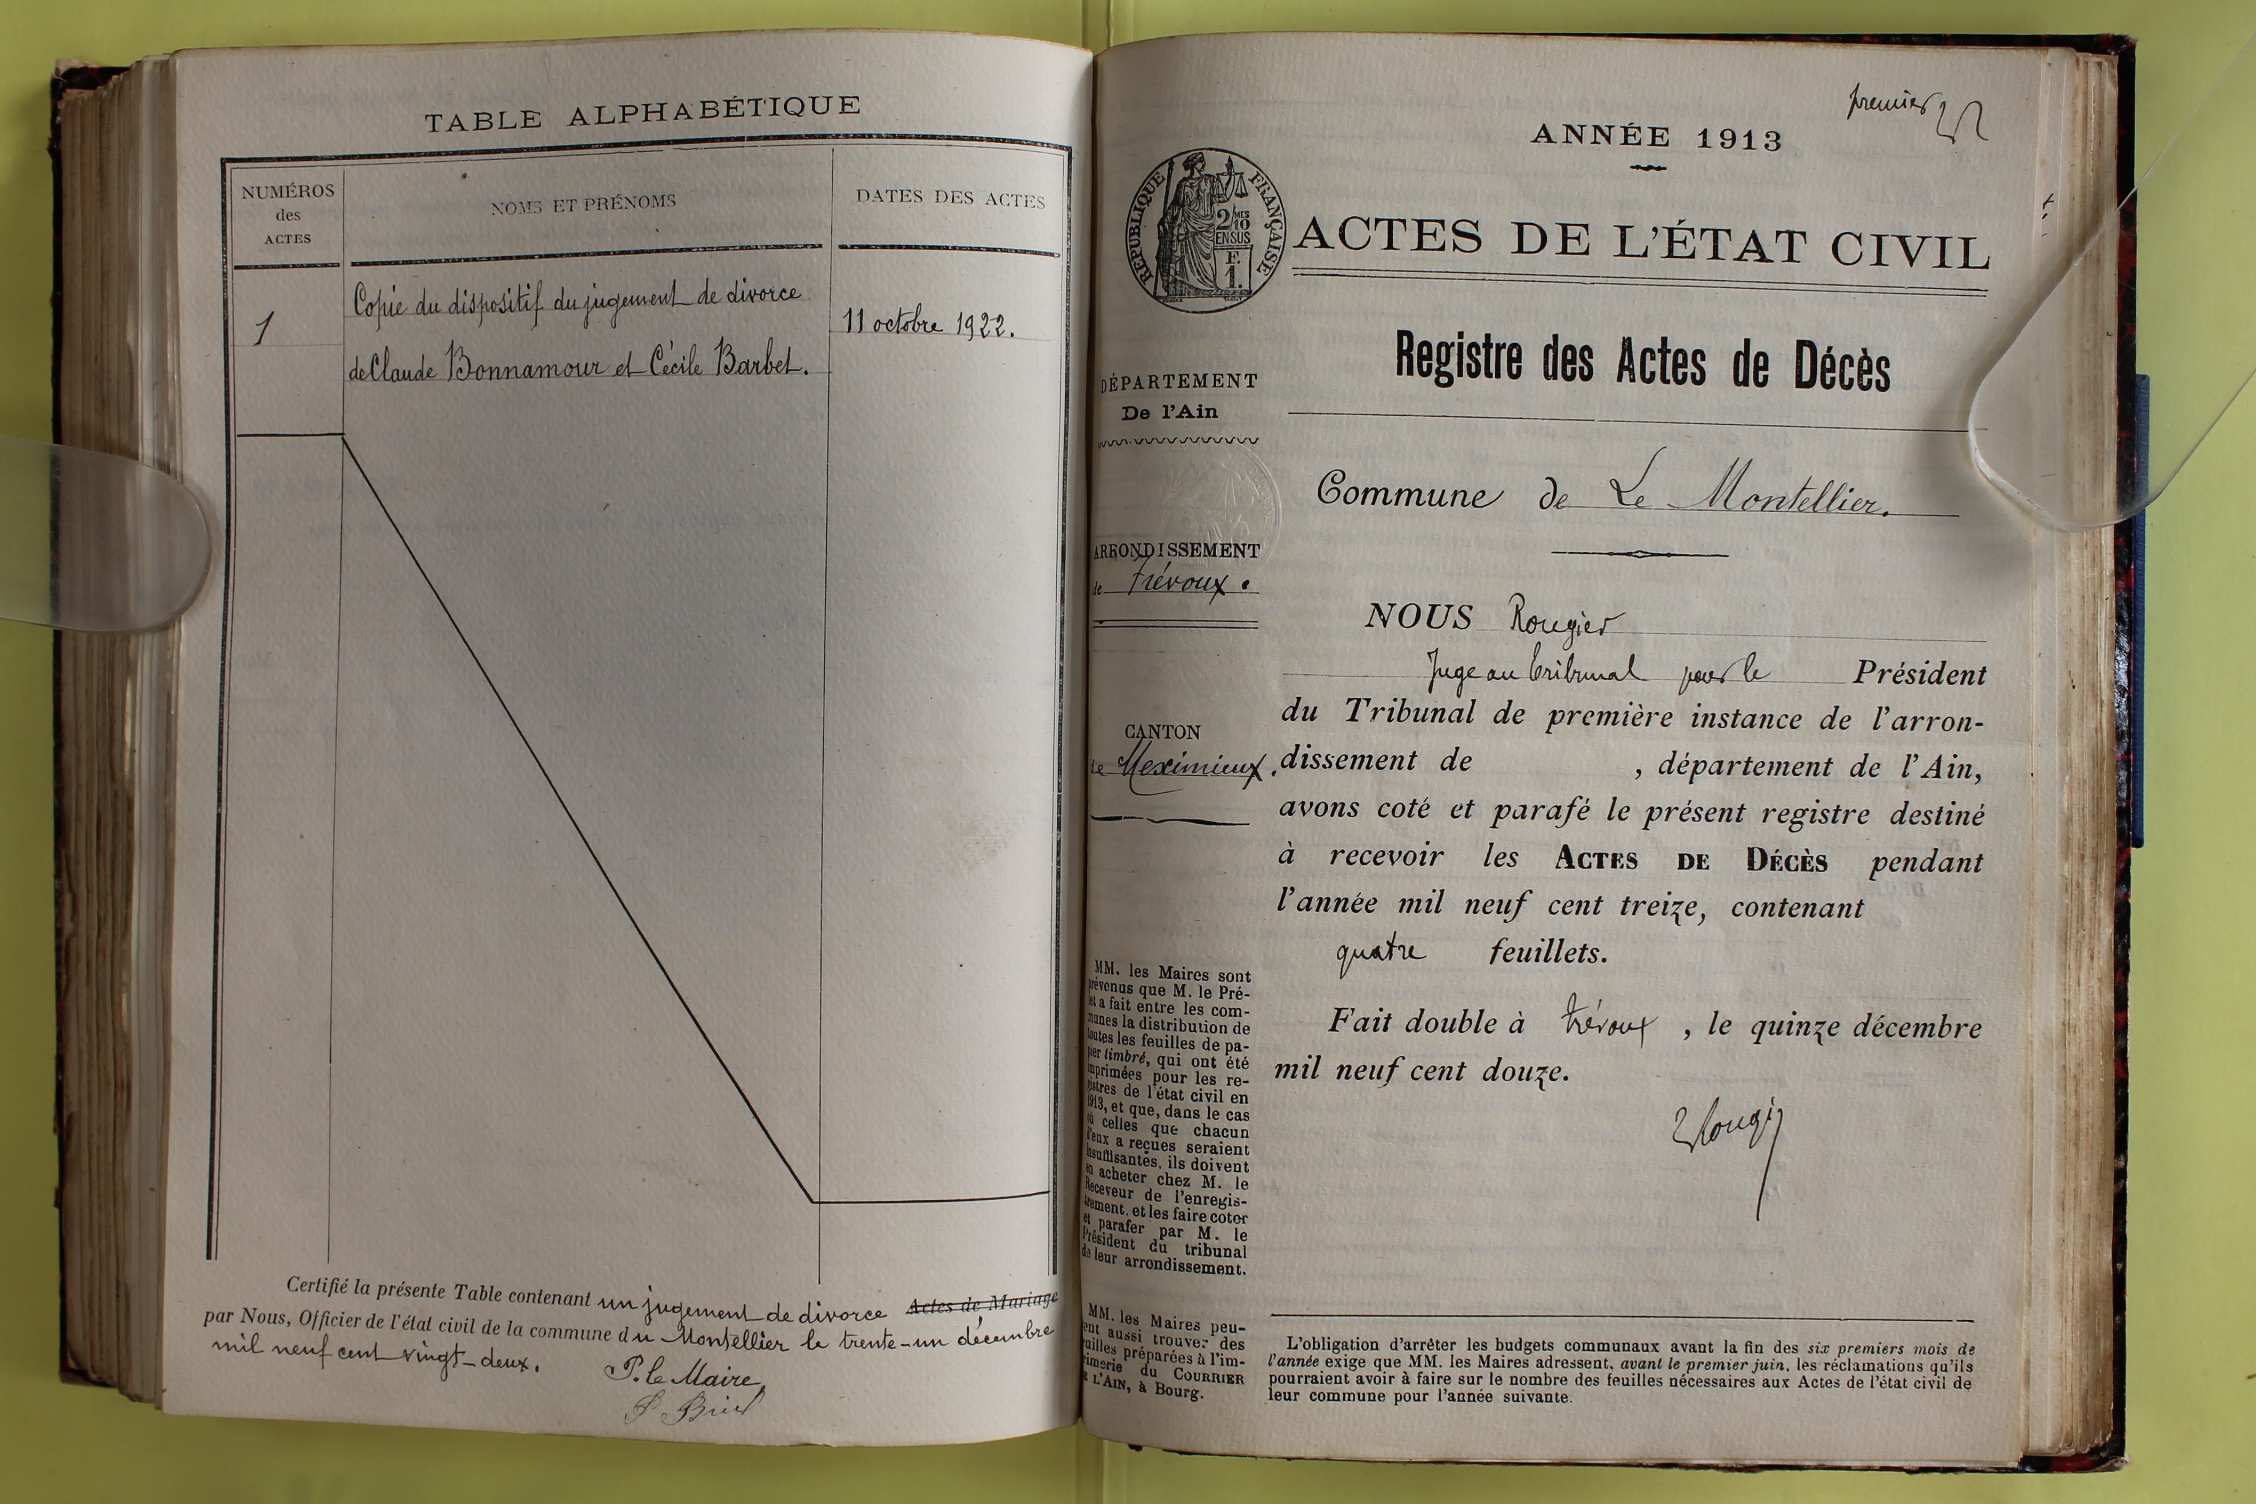 TABLE ALPHABÉTIQUE
NUMÉROS
des
ACTES
NOMS ET PRÉNOMS
DATES DES ACTES
1
Copie du dispositif du jugement de divorce
de Claude Bonnamour et Cécile Barbet.
11 octobre 1922.
Certifié la présente Table contenant un jugement de divorce Actes de Mariage
par Nous, Officier de l'état civil de la commune du Montellier le trente-un décembre
mil neuf cent vingt-deux.
P. le Maire
premier
ANNÉE 1913
RÉPUBLIQUE FRANÇAISE
2/MES
10
EN SUS
F.
1.
ACTES DE L'ÉTAT CIVIL
Registre des Actes de Décès
DÉPARTEMENT
De l'Ain
Commune de Le Montellier.
ARRONDISSEMENT
de Trévoux.
CANTON
de Meximieux.
NOUS Rougier
Juge au tribunal pour le Président
du Tribunal de première instance de l'arron-
dissement de , département de l'Ain,
avons coté et parafé le présent registre destiné
à recevoir les ACTES DE DÉCÈS pendant
l'année mil neuf cent treize, contenant
quatre feuillets.
Fait double à Trévoux, le quinze décembre
mil neuf cent douze.
Rougier
MM. les Maires sont
prévenus que M. le Pré-
fet a fait entre les com-
munes la distribution de
toutes les feuilles de pa-
pier timbré, qui ont été
imprimées pour les re-
gistres de l'état civil en
1913, et que, dans le cas
où celles que chacun
d'eux a reçues seraient
insuffisantes, ils doivent
en acheter chez M. le
Receveur de l'enregis-
trement, et les faire coter
et parafer par M. le
Président du tribunal
de leur arrondissement.
MM. les Maires peu-
vent aussi trouver des
feuilles préparées à l'im-
primerie du COURRIER
DE L'AIN, à Bourg.
L'obligation d'arrêter les budgets communaux avant la fin des six premiers mois de
l'année exige que MM. les Maires adressent, avant le premier juin, les réclamations qu'ils
pourraient avoir à faire sur le nombre des feuilles nécessaires aux Actes de l'état civil de
leur commune pour l'année suivante.